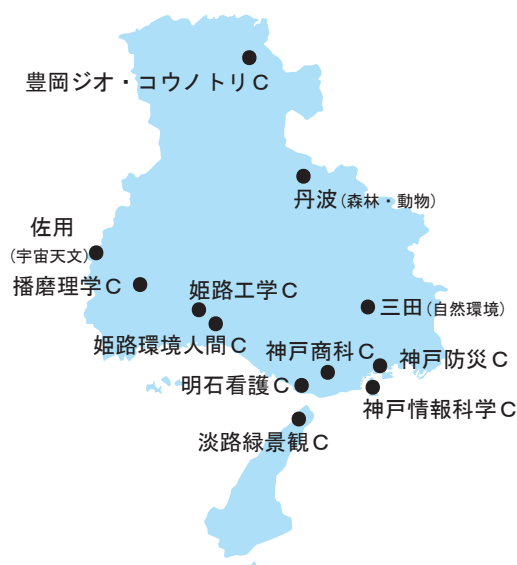 豊岡ジオ・コウノトリC
丹波(森林・動物)
佐用
(宇宙天文)
播磨理学C
姫路工学C
三田(自然環境)
姫路環境人間C
神戸商科C
神戸防災C
明石看護C
神戸情報科学C
淡路緑景観C